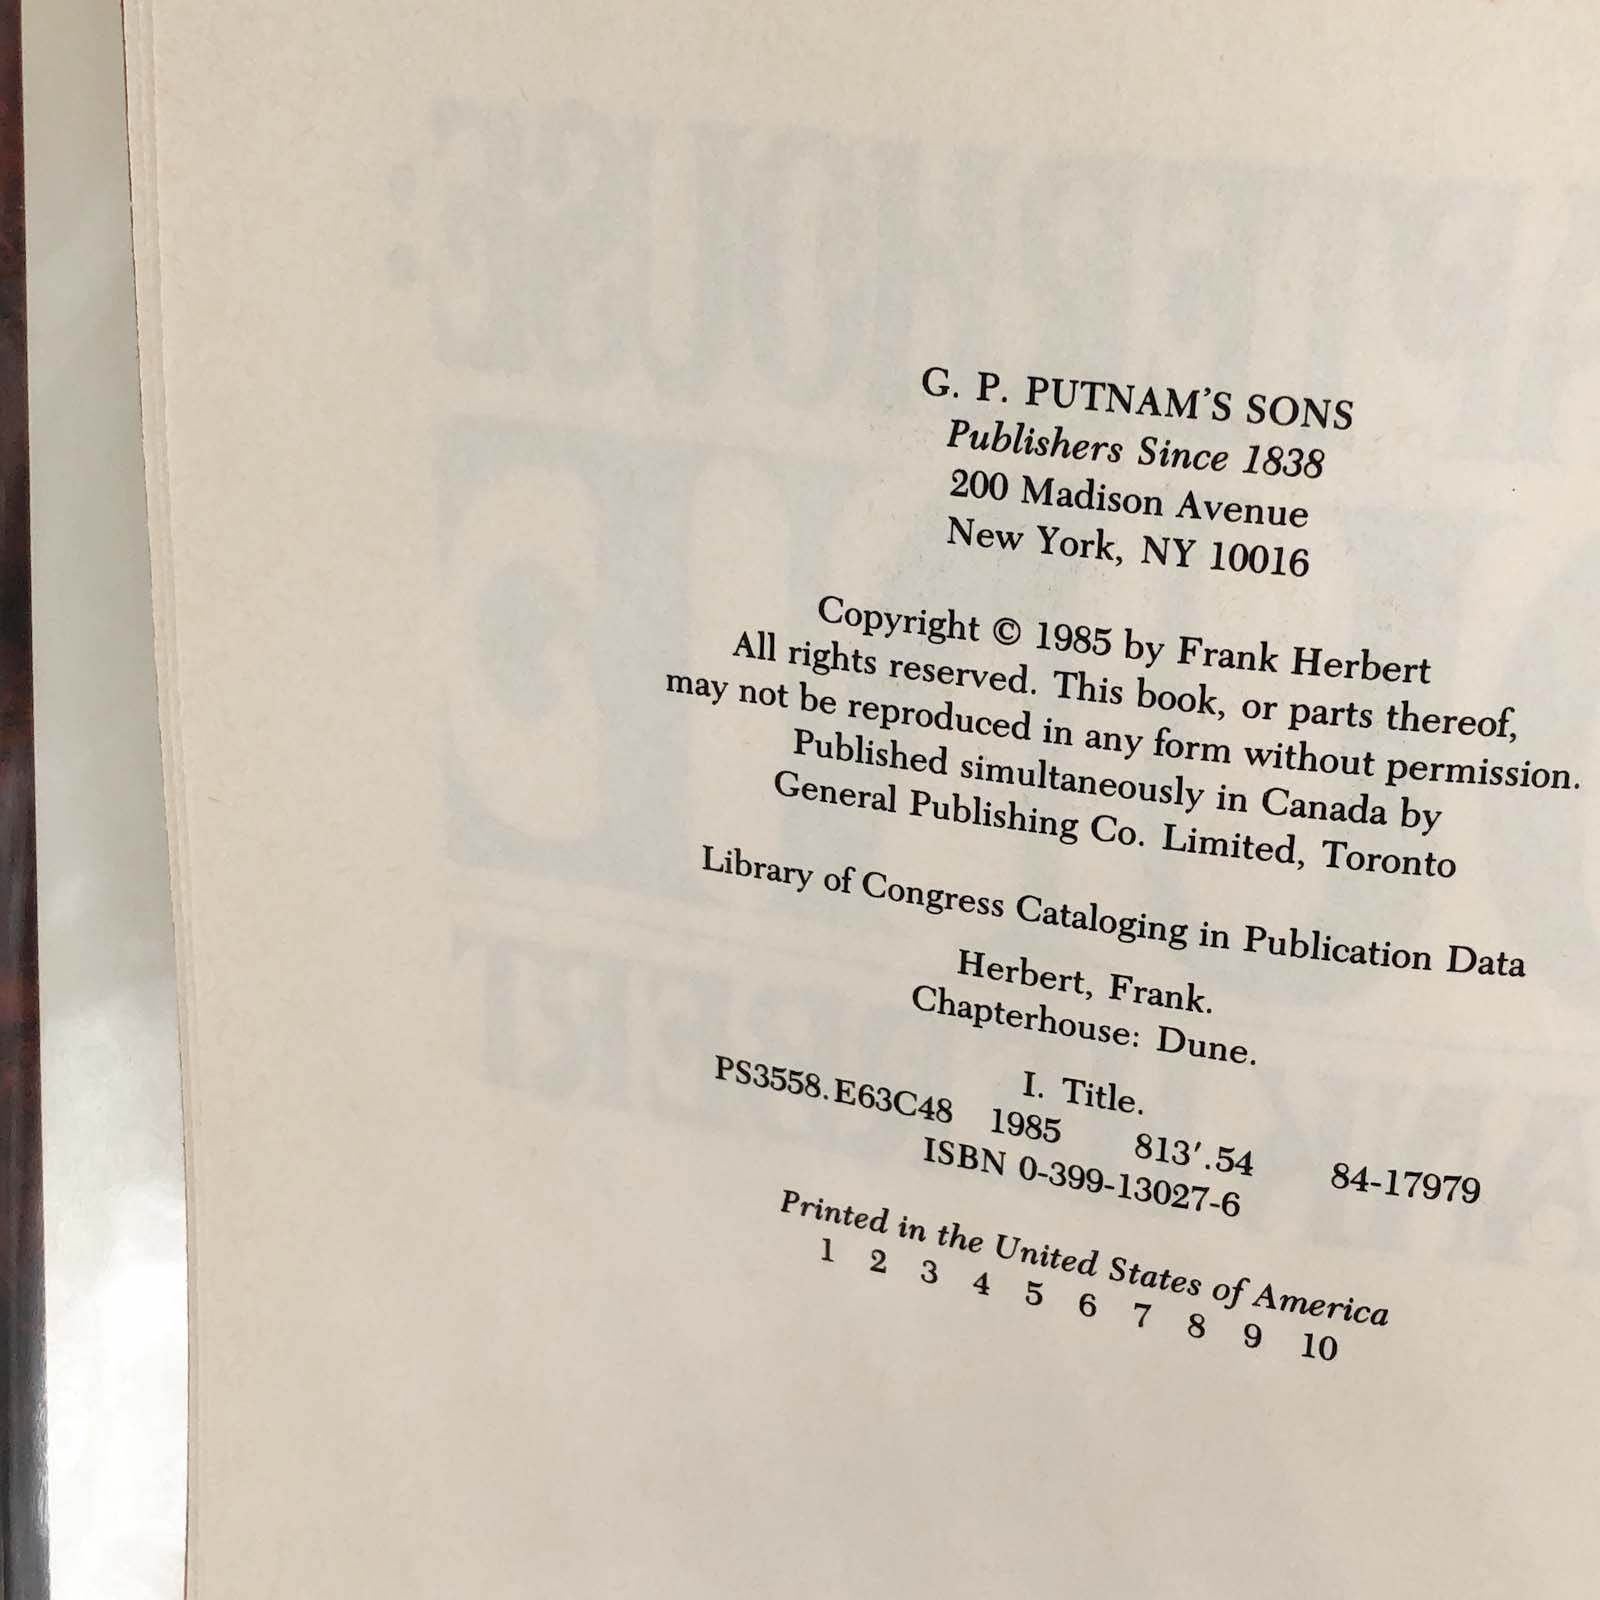 G. P. PUTNAM'S SONS
Publishers Since 1838
200 Madison Avenue
New York, NY 10016
Copyright © 1985 by Frank Herbert
All rights reserved. This book, or parts thereof,
may not be reproduced in any form without permission.
Published simultaneously in Canada by
General Publishing Co. Limited, Toronto
Library of Congress Cataloging in Publication Data
Herbert, Frank.
Chapterhouse: Dune.
I. Title.
PS3558.E63C48 1985 813′.54 84-17979
ISBN 0-399-13027-6
Printed in the United States of America
1 2 3 4 5 6 7 8 9 10